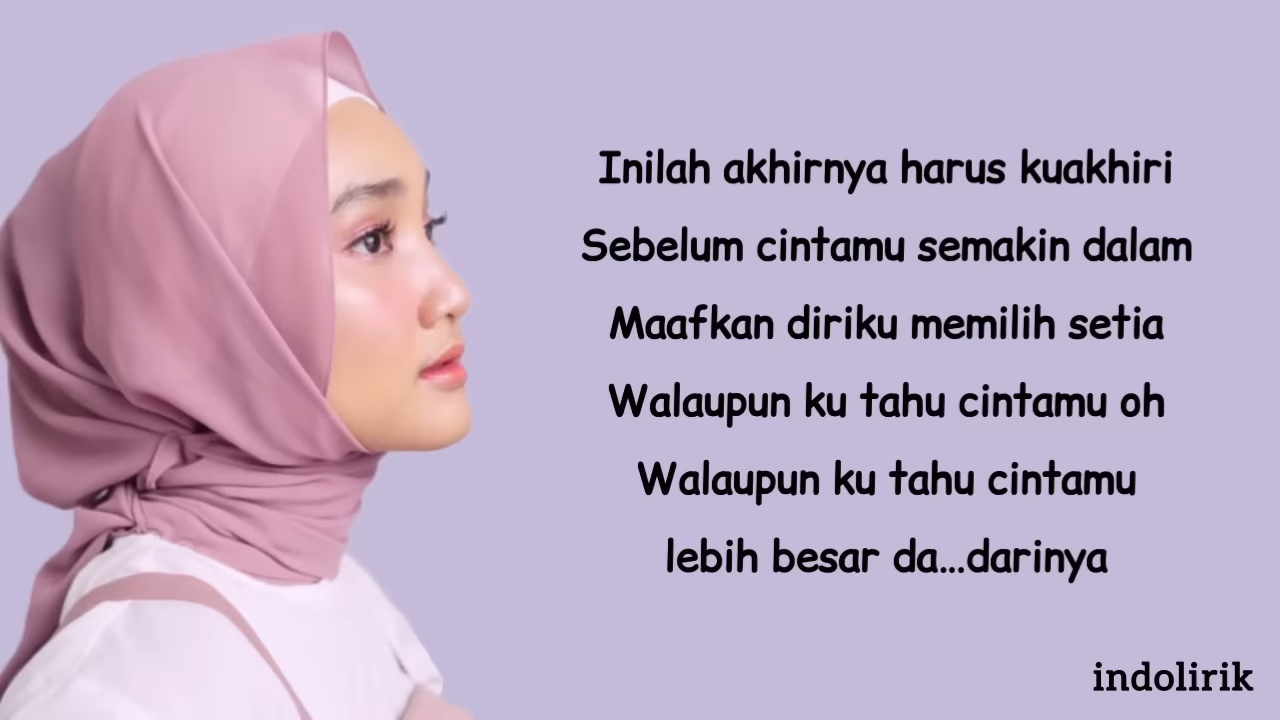 Inilah akhirnya harus kuakhiri
Sebelum cintamu semakin dalam
Maafkan diriku memilih setia
Walaupun ku tahu cintamu oh
Walaupun ku tahu cintamu
lebih besar da...darinya
indolirik